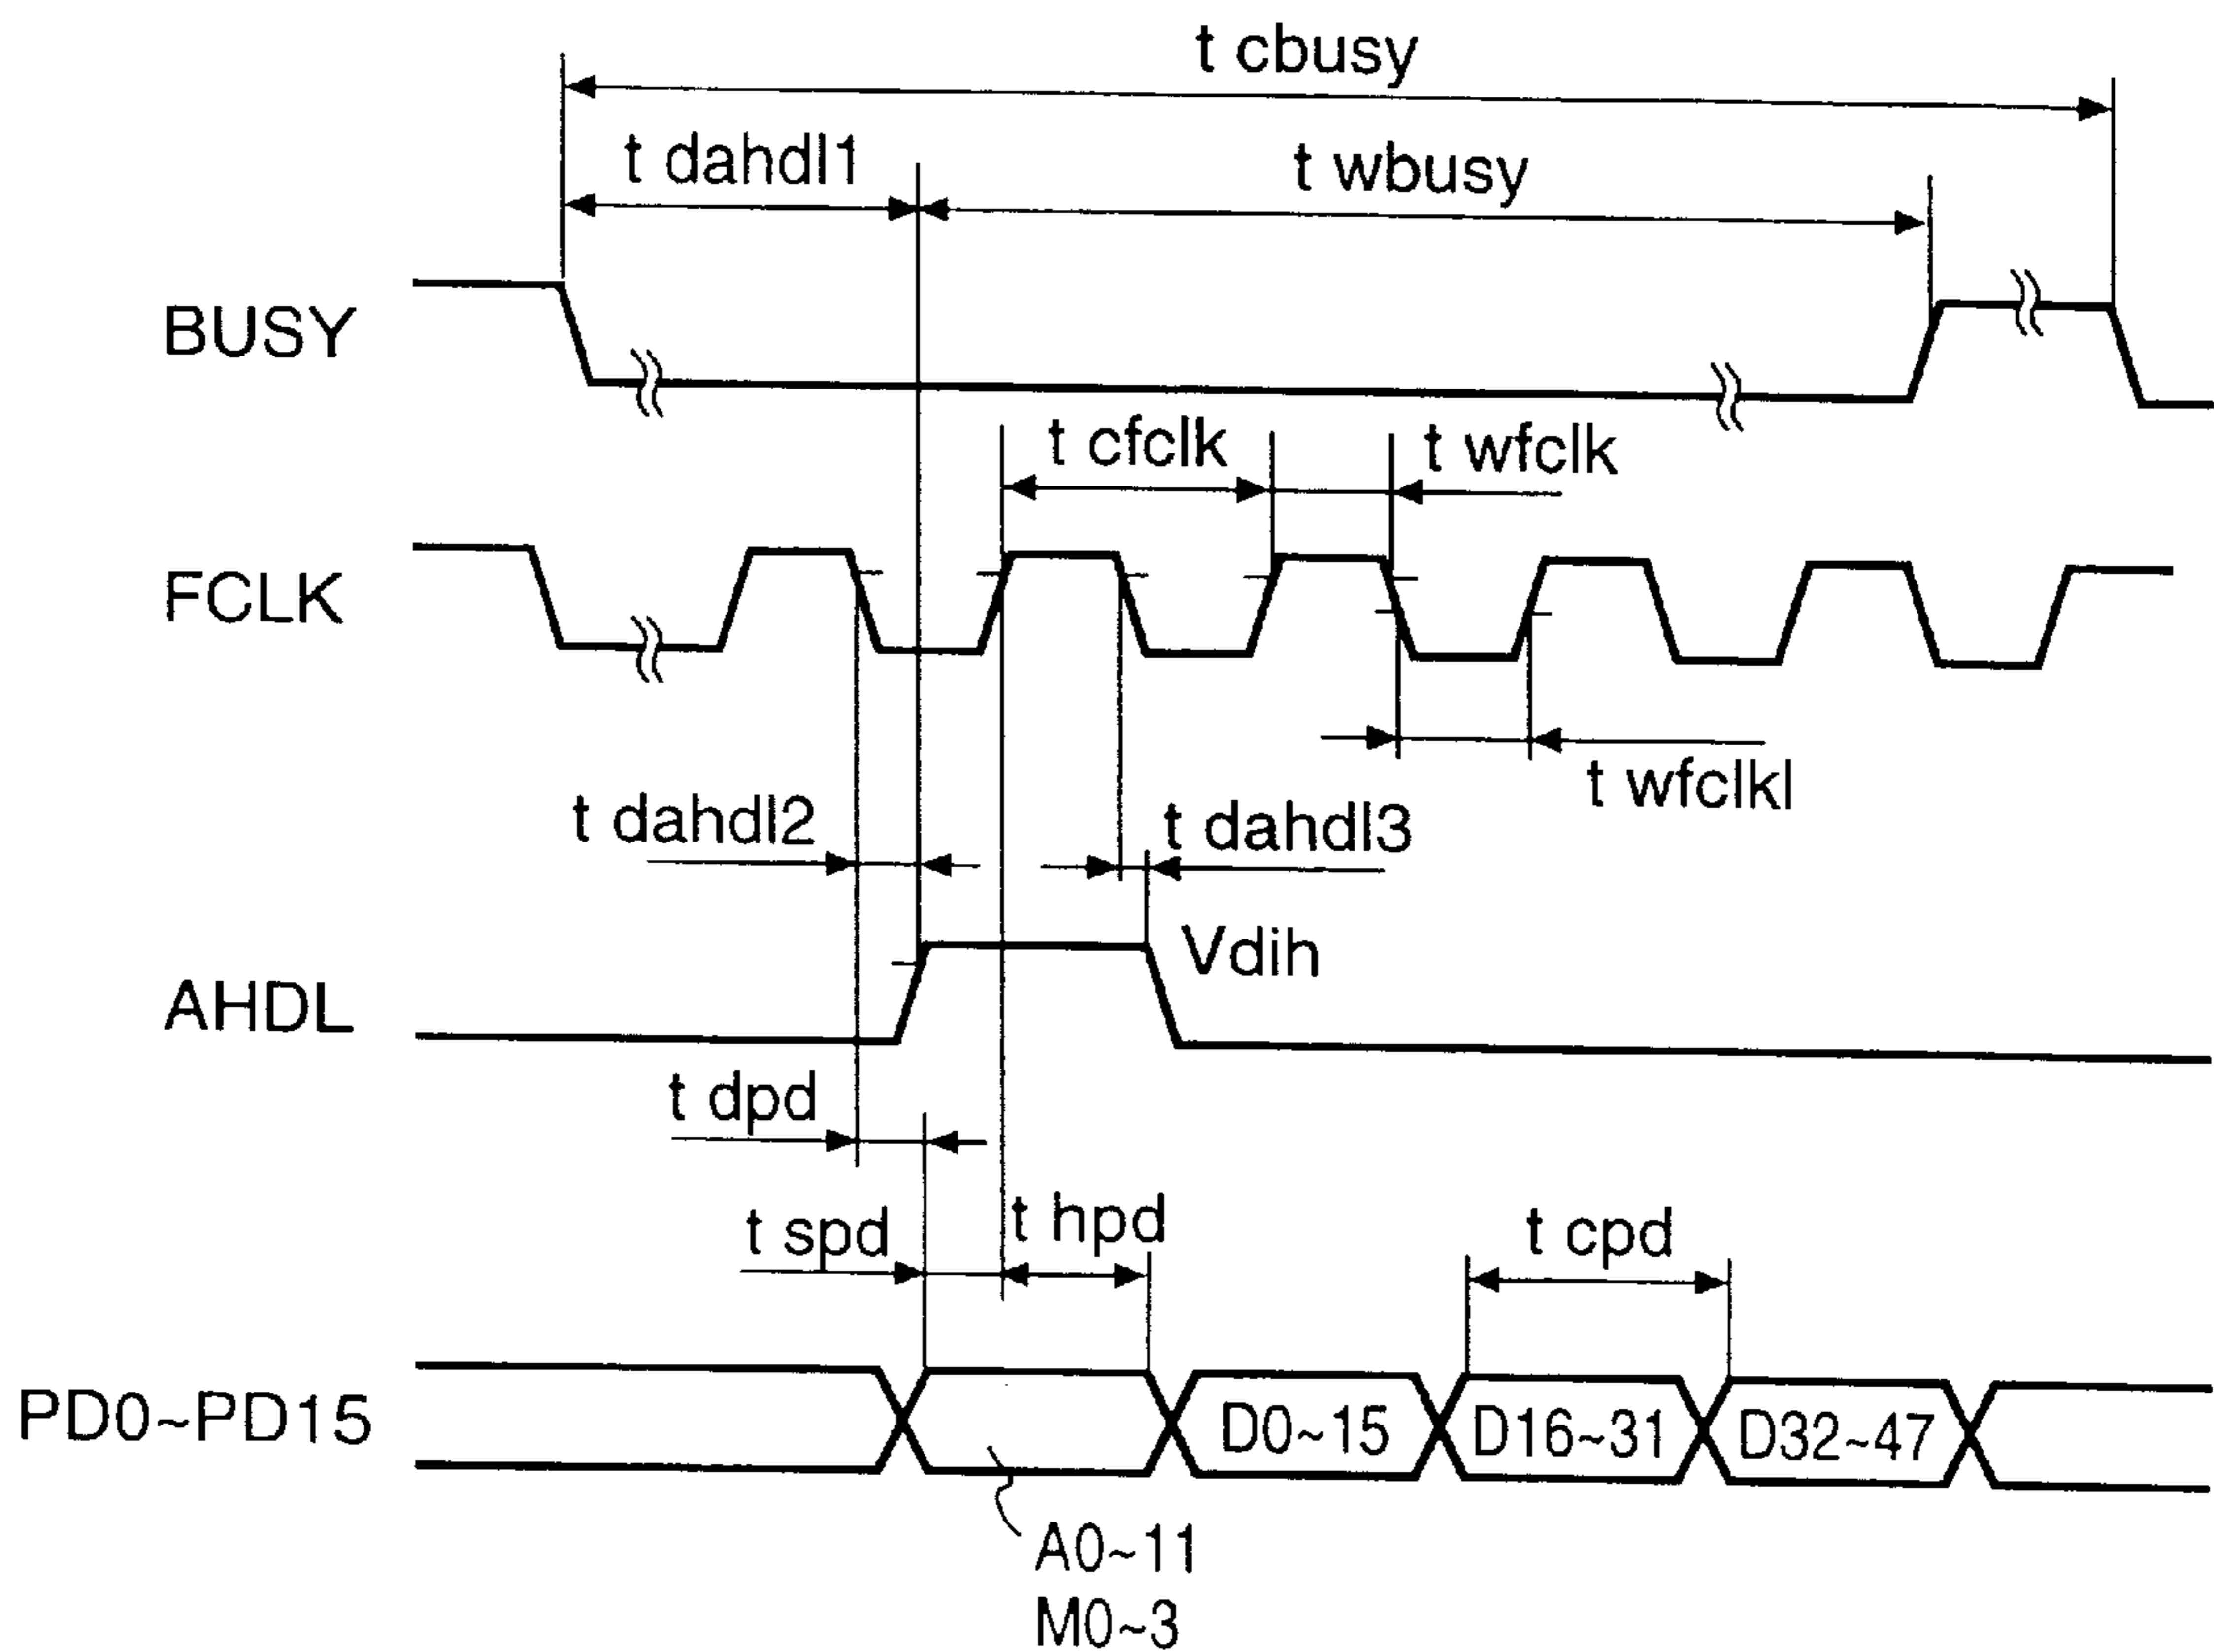 t cbusy
t dahdl1
t wbusy
BUSY
t cfclk
t wfclk
FCLK
t wfclkl
t dahdl2
t dahdl3
Vdih
AHDL
t dpd
t spd
t hpd
t cpd
PD0~PD15
D0~15
D16~31
D32~47
A0~11
M0~3